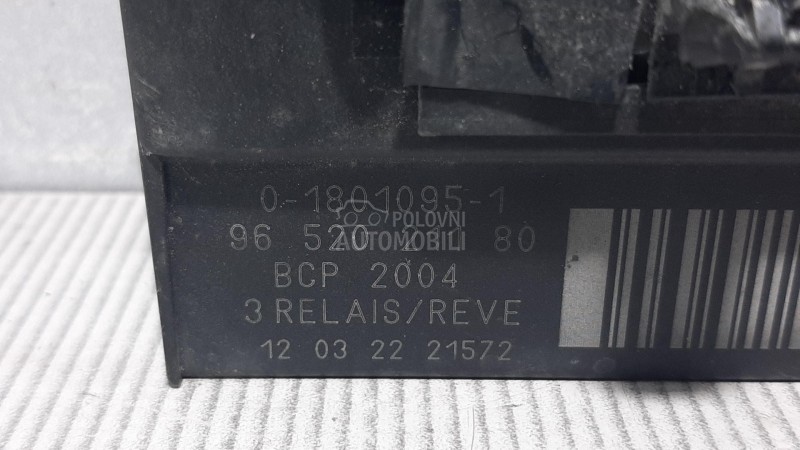 0-1801095-1
96 520 80
POLOVNI
AUTOMOBILI
BCP 2004
3 RELAIS/REVE
12 03 22 21572